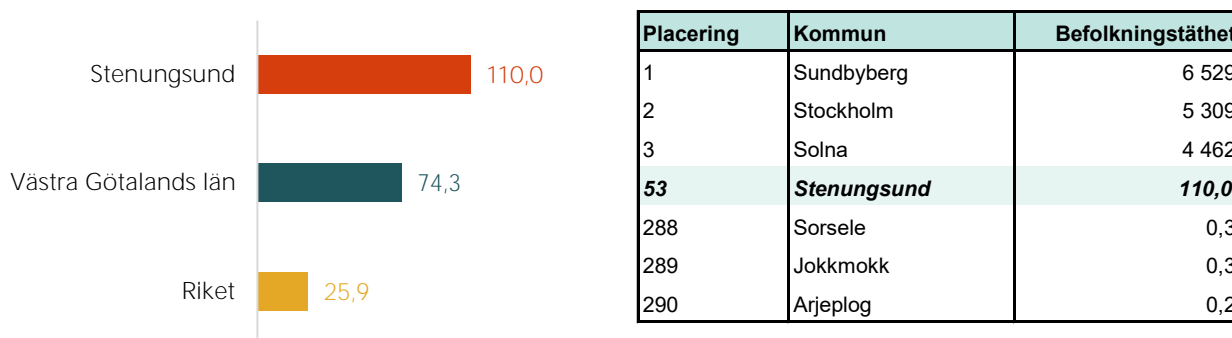 Stenungsund 110,0
Västra Götalands län 74,3
Riket 25,9
Placering Kommun Befolkningstäthet
1 Sundbyberg 6 529
2 Stockholm 5 309
3 Solna 4 462
53 Stenungsund 110,0
288 Sorsele 0,3
289 Jokkmokk 0,3
290 Arjeplog 0,2